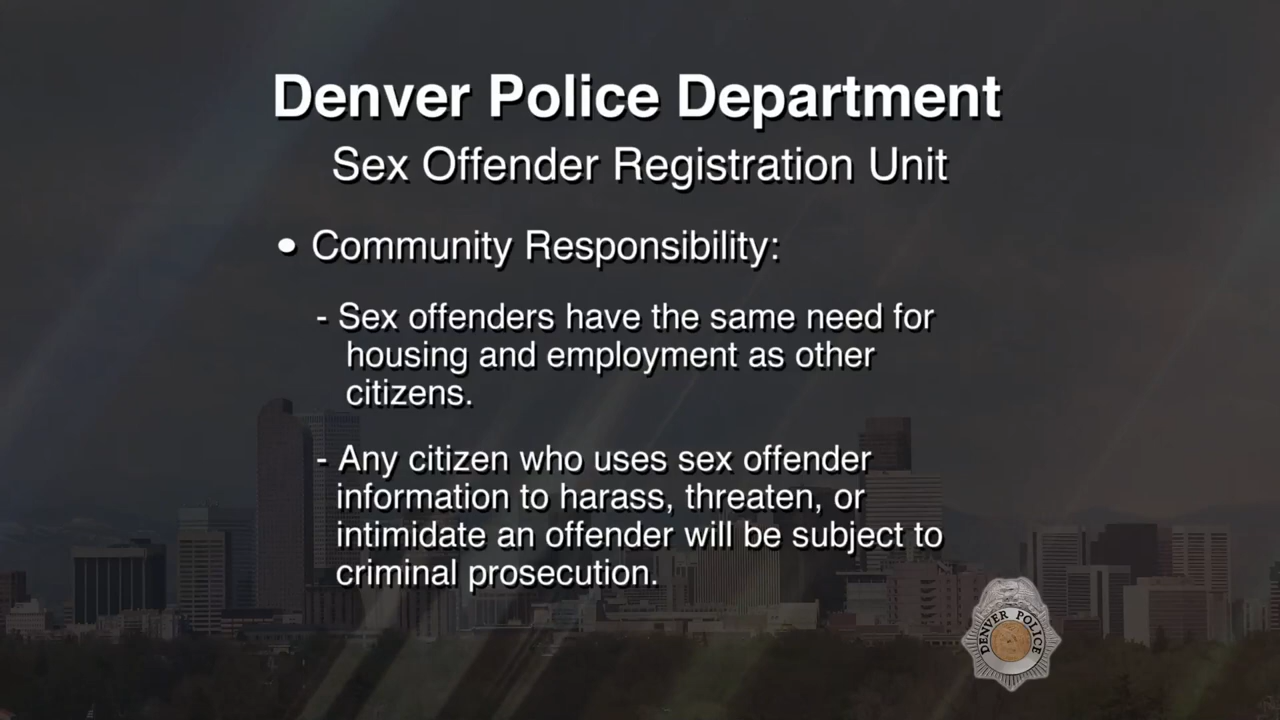 Denver Police Department
Sex Offender Registration Unit
• Community Responsibility:
- Sex offenders have the same need for
housing and employment as other
citizens.
- Any citizen who uses sex offender
information to harass, threaten, or
intimidate an offender will be subject to
criminal prosecution.
DENVER POLICE